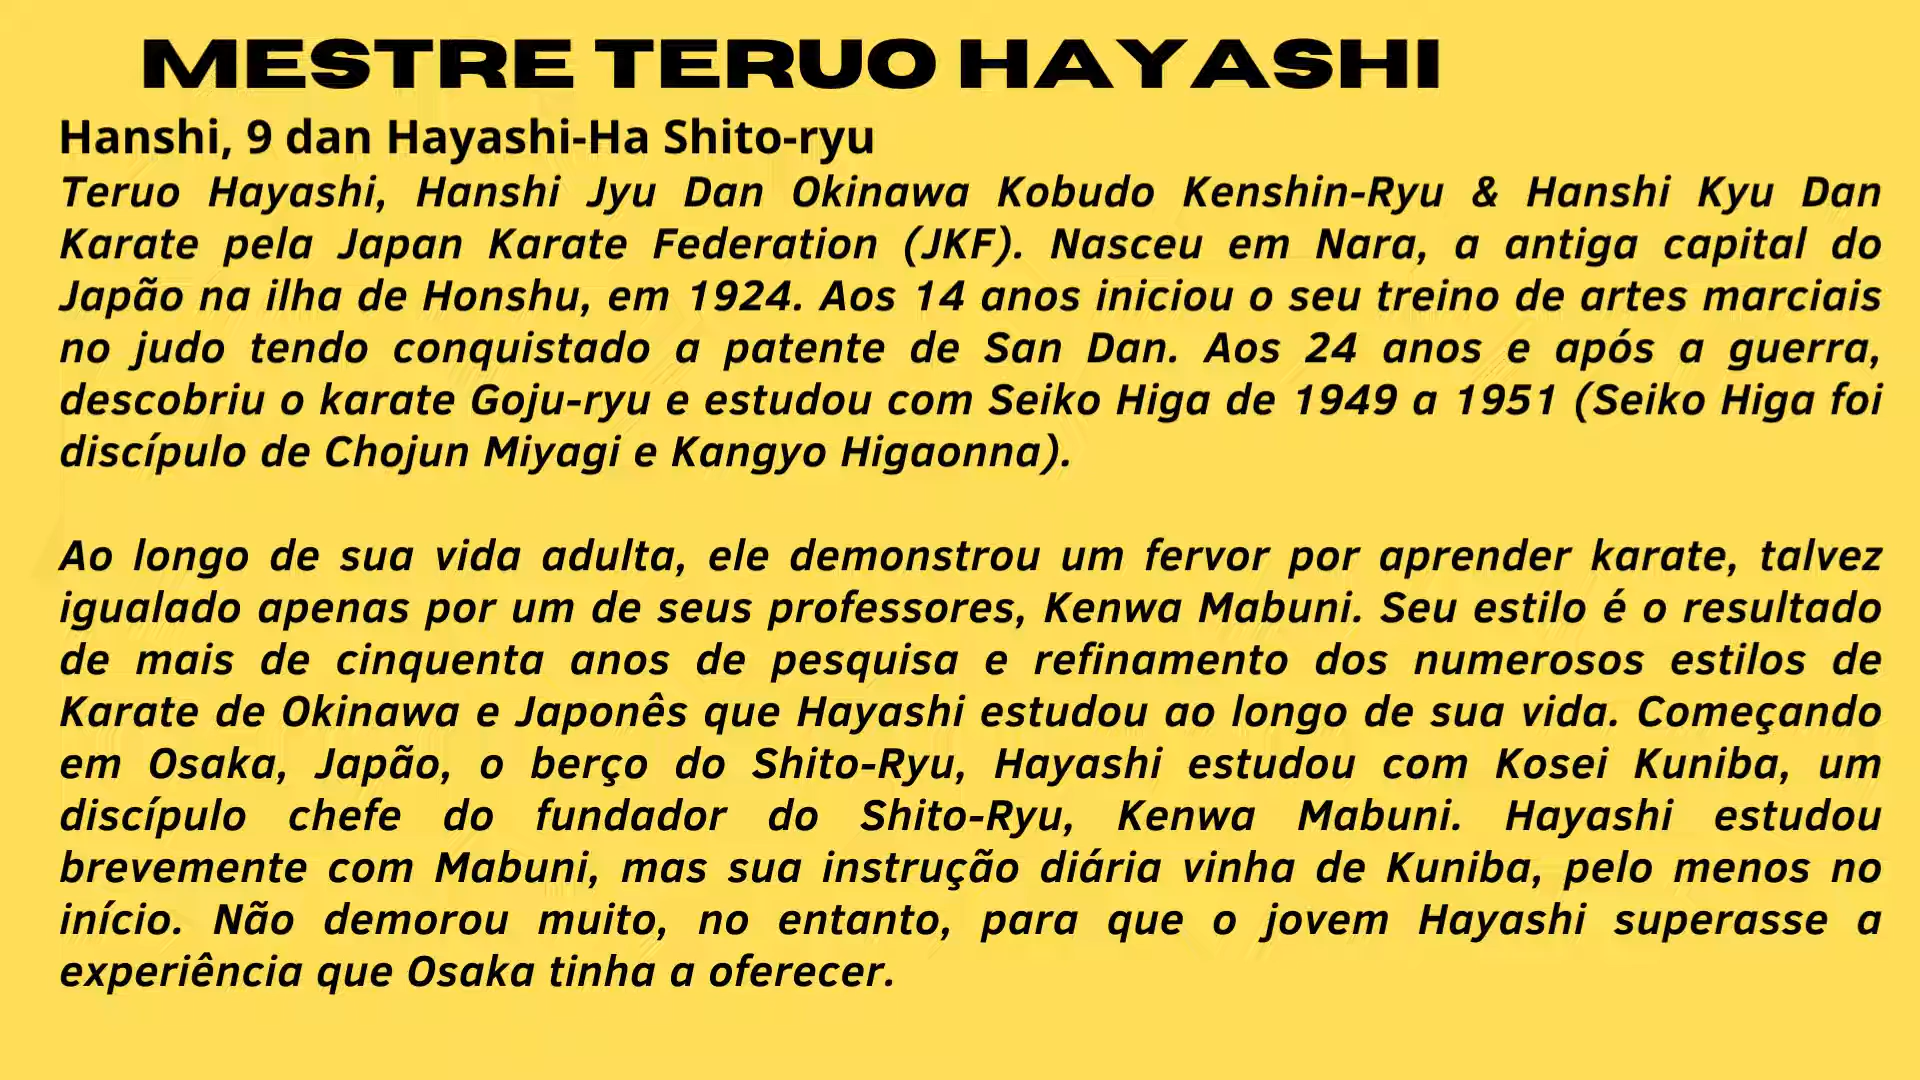 MESTRE TERUO HAYASHI
Hanshi, 9 dan Hayashi-Ha Shito-ryu
Teruo Hayashi, Hanshi Jyu Dan Okinawa Kobudo Kenshin-Ryu & Hanshi Kyu Dan
Karate pela Japan Karate Federation (JKF). Nasceu em Nara, a antiga capital do
Japão na ilha de Honshu, em 1924. Aos 14 anos iniciou o seu treino de artes marciais
no judo tendo conquistado a patente de San Dan. Aos 24 anos e após a guerra,
descobriu o karate Goju-ryu e estudou com Seiko Higa de 1949 a 1951 (Seiko Higa foi
discípulo de Chojun Miyagi e Kangyo Higaonna).
Ao longo de sua vida adulta, ele demonstrou um fervor por aprender karate, talvez
igualado apenas por um de seus professores, Kenwa Mabuni. Seu estilo é o resultado
de mais de cinquenta anos de pesquisa e refinamento dos numerosos estilos de
Karate de Okinawa e Japonês que Hayashi estudou ao longo de sua vida. Começando
em Osaka, Japão, o berço do Shito-Ryu, Hayashi estudou com Kosei Kuniba, um
discípulo chefe do fundador do Shito-Ryu, Kenwa Mabuni. Hayashi estudou
brevemente com Mabuni, mas sua instrução diária vinha de Kuniba, pelo menos no
início. Não demorou muito, no entanto, para que o jovem Hayashi superasse a
experiência que Osaka tinha a oferecer.